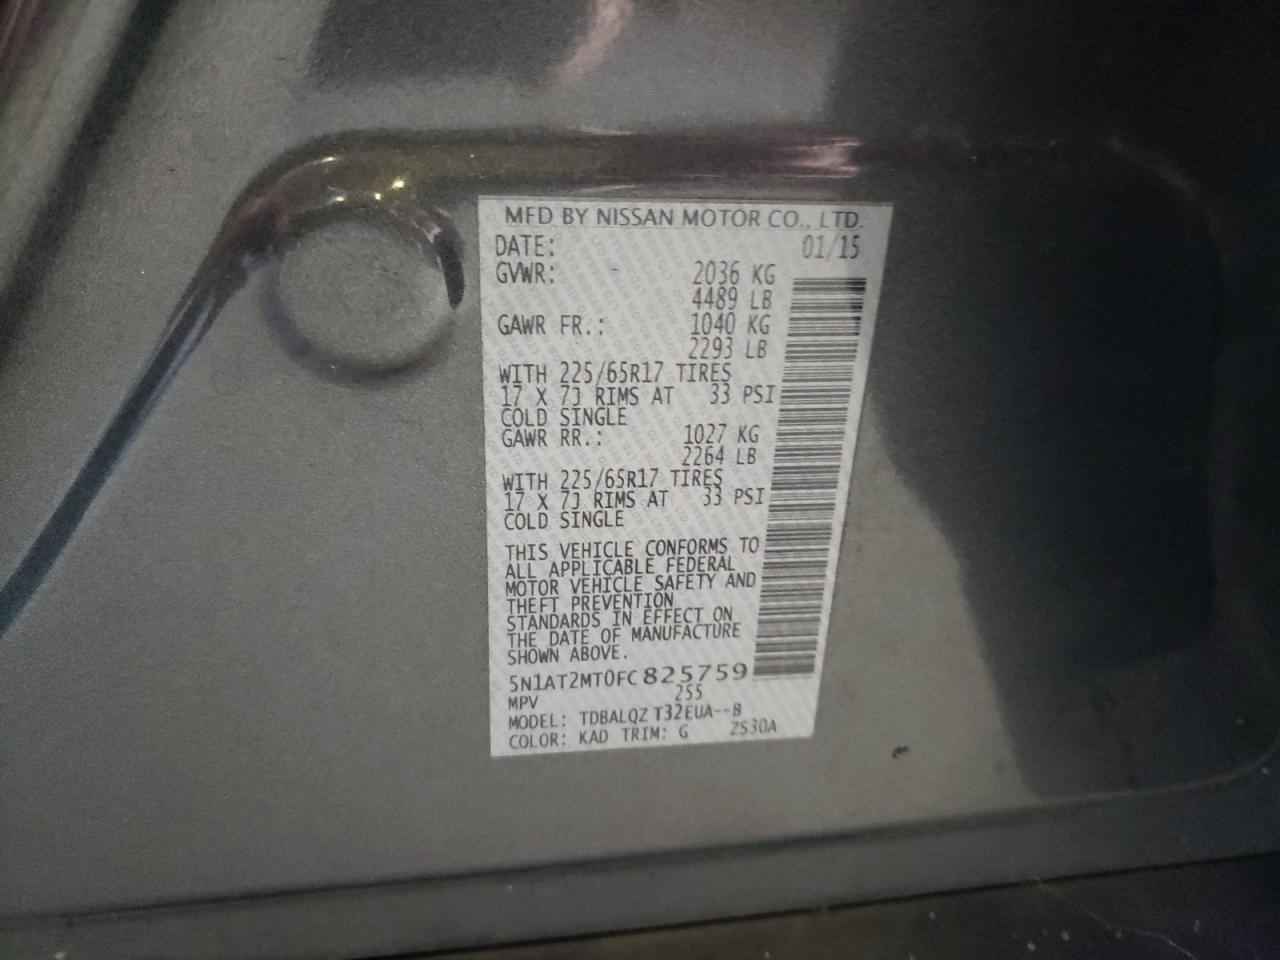 MFD BY NISSAN MOTOR CO., LTD.
DATE: 01/15
GVWR: 2036 KG
4489 LB
GAWR FR.: 1040 KG
2293 LB
WITH 225/65R17 TIRES
17 X 7J RIMS AT 33 PSI
COLD SINGLE
GAWR RR.: 1027 KG
2264 LB
WITH 225/65R17 TIRES
17 X 7J RIMS AT 33 PSI
COLD SINGLE
THIS VEHICLE CONFORMS TO
ALL APPLICABLE FEDERAL
MOTOR VEHICLE SAFETY AND
THEFT PREVENTION
STANDARDS IN EFFECT ON
THE DATE OF MANUFACTURE
SHOWN ABOVE.
5N1AT2MT0FC825759
MPV 255
MODEL: TDBALQZ T32EUA--B
COLOR: KAD TRIM: G ZS30A